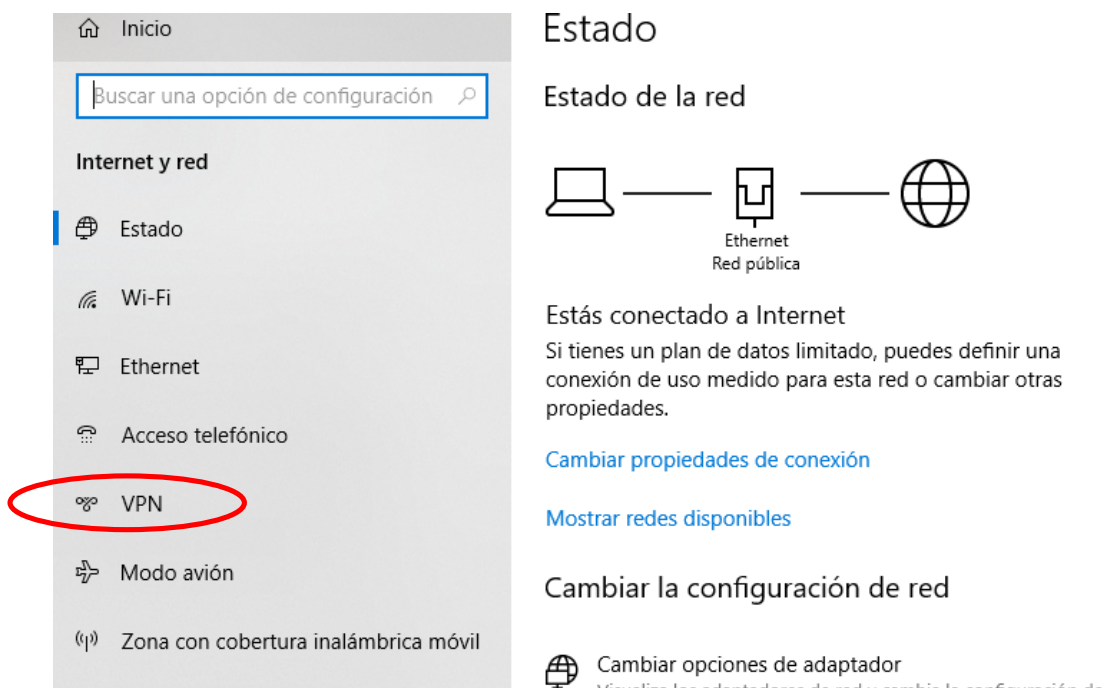 Inicio
Buscar una opción de configuración
Internet y red
Estado
Wi-Fi
Ethernet
Acceso telefónico
VPN
Modo avión
Zona con cobertura inalámbrica móvil
Estado
Estado de la red
Ethernet
Red pública
Estás conectado a Internet
Si tienes un plan de datos limitado, puedes definir una
conexión de uso medido para esta red o cambiar otras
propiedades.
Cambiar propiedades de conexión
Mostrar redes disponibles
Cambiar la configuración de red
Cambiar opciones de adaptador